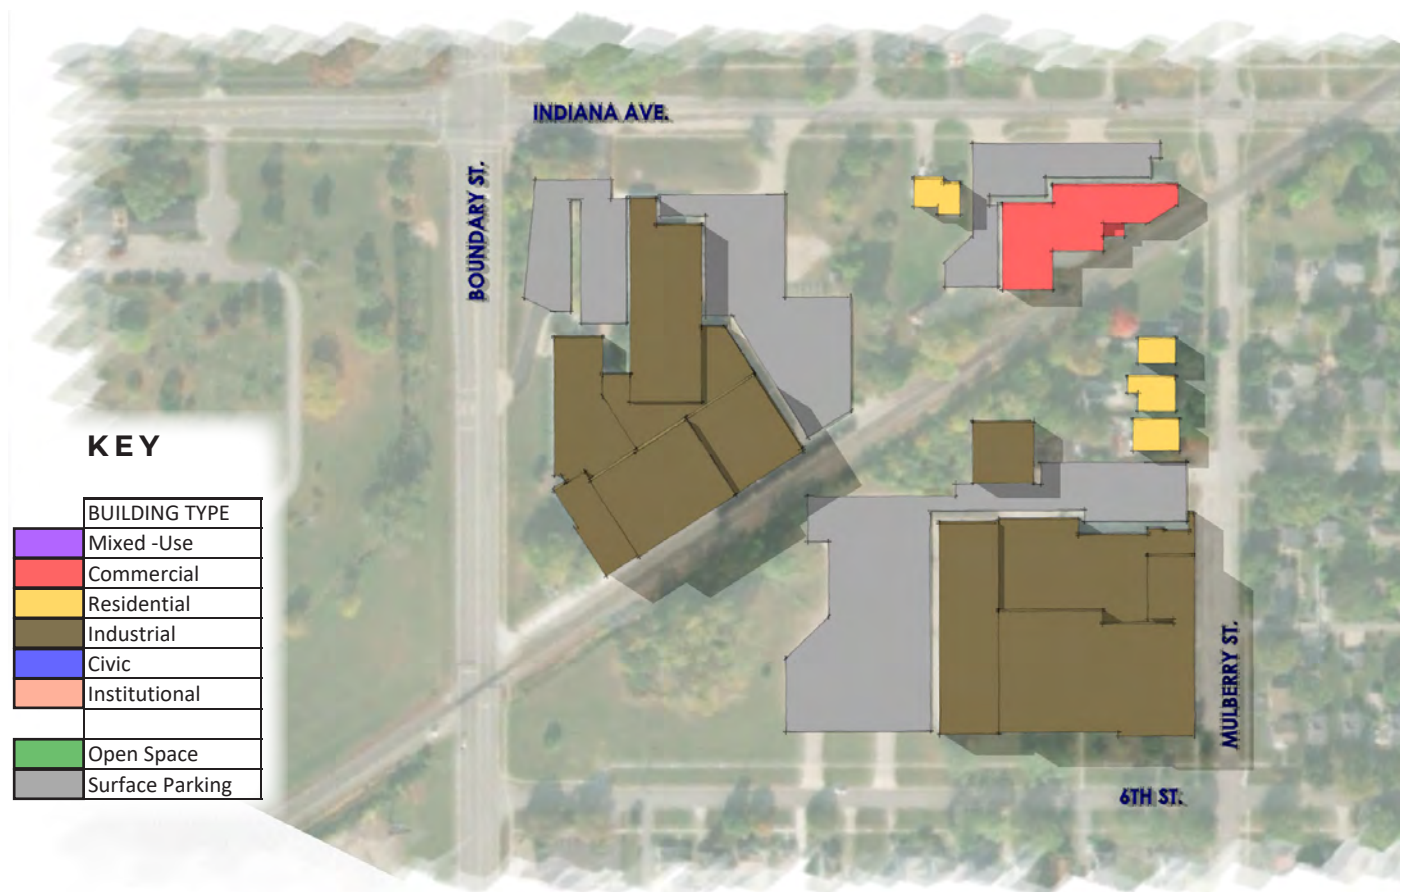 INDIANA AVE.
BOUNDARY ST.
KEY
BUILDING TYPE
Mixed -Use
Commercial
Residential
Industrial
Civic
Institutional
Open Space
Surface Parking
MULBERRY ST.
6TH ST.